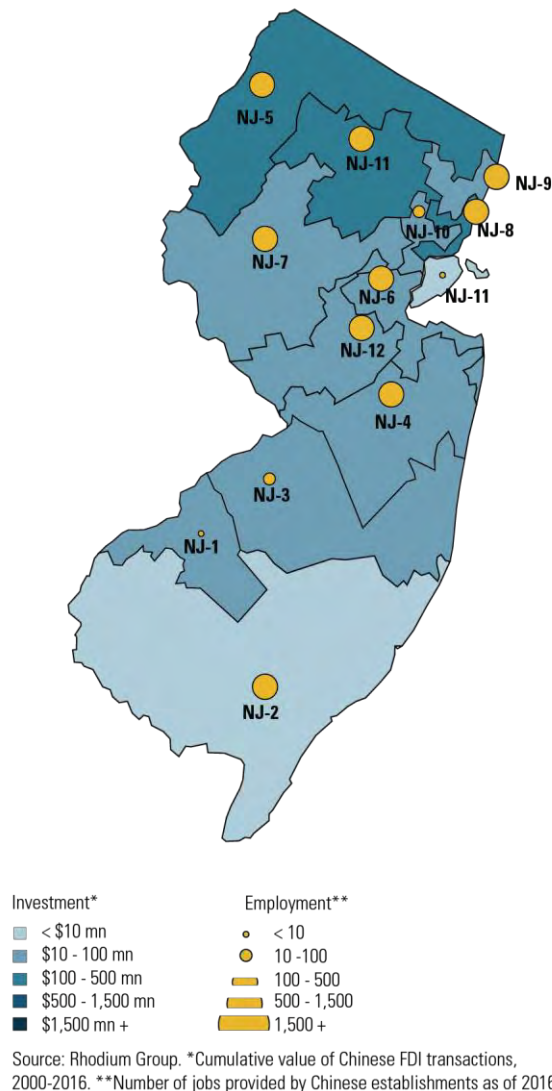 NJ-5
NJ-11
NJ-9
NJ-10
NJ-8
NJ-7
NJ-6
NJ-11
NJ-12
NJ-4
NJ-3
NJ-1
NJ-2
Investment* Employment**
< $10 mn < 10
$10 - 100 mn 10 -100
$100 - 500 mn 100 - 500
$500 - 1,500 mn 500 - 1,500
$1,500 mn + 1,500 +
Source: Rhodium Group. *Cumulative value of Chinese FDI transactions,
2000-2016. **Number of jobs provided by Chinese establishments as of 2016